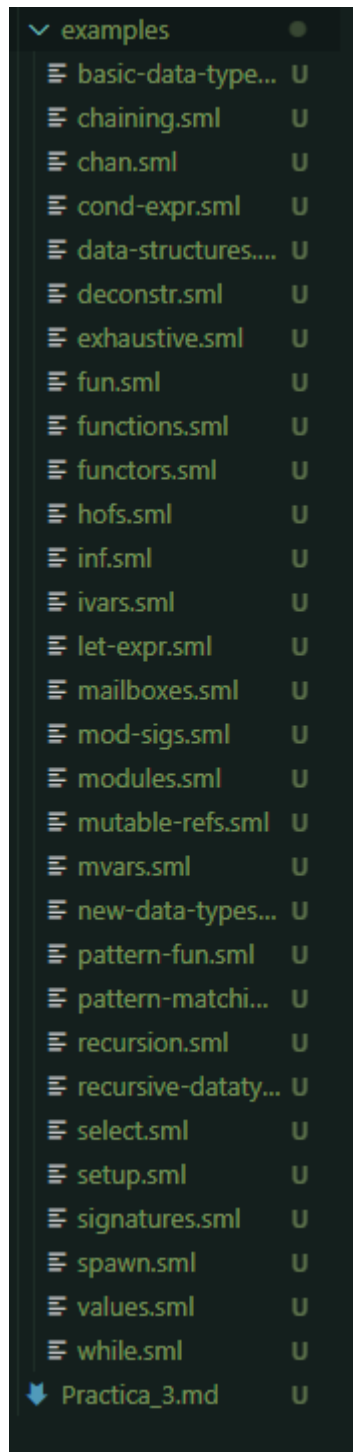 examples
basic-data-type... U
chaining.sml U
chan.sml U
cond-expr.sml U
data-structures.... U
deconstr.sml U
exhaustive.sml U
fun.sml U
functions.sml U
functors.sml U
hofs.sml U
inf.sml U
ivars.sml U
let-expr.sml U
mailboxes.sml U
mod-sigs.sml U
modules.sml U
mutable-refs.sml U
mvars.sml U
new-data-types... U
pattern-fun.sml U
pattern-matchi... U
recursion.sml U
recursive-dataty... U
select.sml U
setup.sml U
signatures.sml U
spawn.sml U
values.sml U
while.sml U
Practica_3.md U